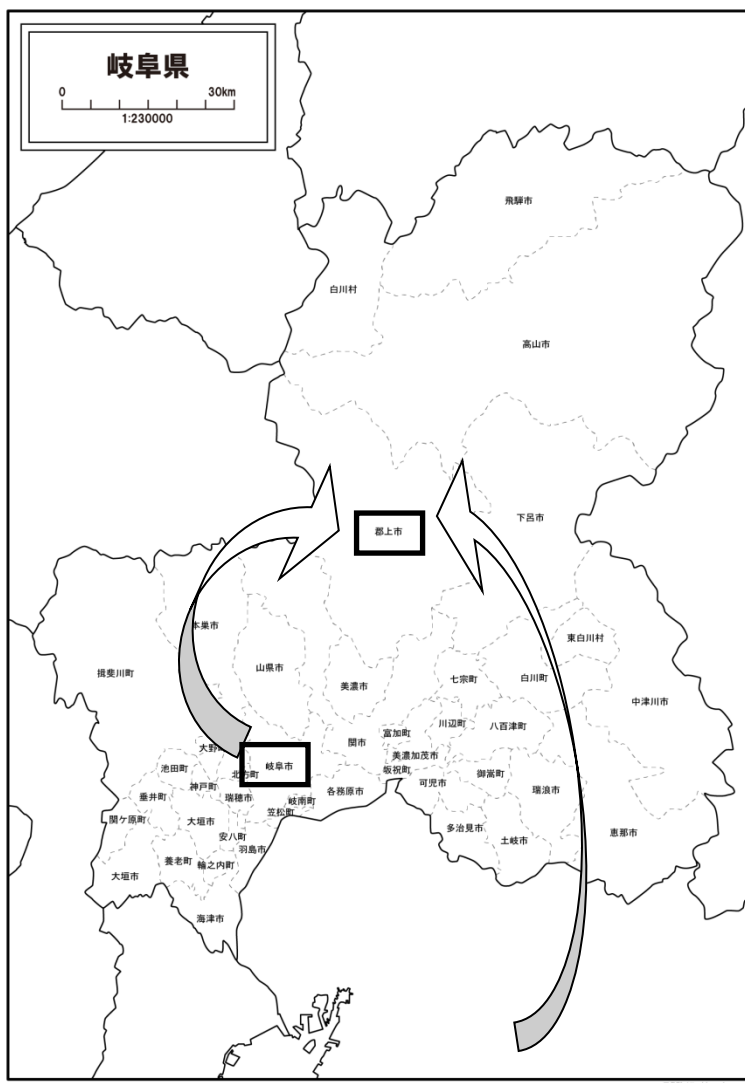 岐阜県
0 30km
1:230000
飛騨市
白川村
高山市
郡上市
下呂市
本巣市
東白川村
揖斐川町
山県市
美濃市
七宗町
白川町
中津川市
大野町
関市
富加町
川辺町
八百津町
池田町
北方町
岐阜市
美濃加茂市
坂祝町
御嵩町
垂井町
神戸町
瑞穂市
岐南町
各務原市
可児市
瑞浪市
関ケ原町
大垣市
安八町
笠松町
多治見市
土岐市
恵那市
大垣市
養老町
輪之内町
羽島市
海津市